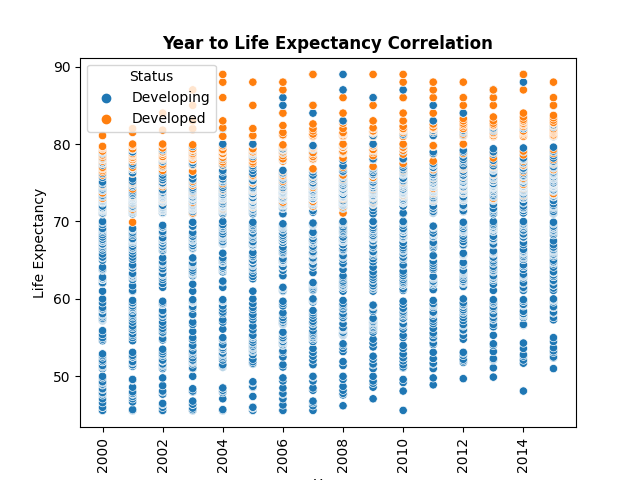 Year to Life Expectancy Correlation
Status
Developing
Developed
Life Expectancy
90
80
70
60
50
2000
2002
2004
2006
2008
2010
2012
2014